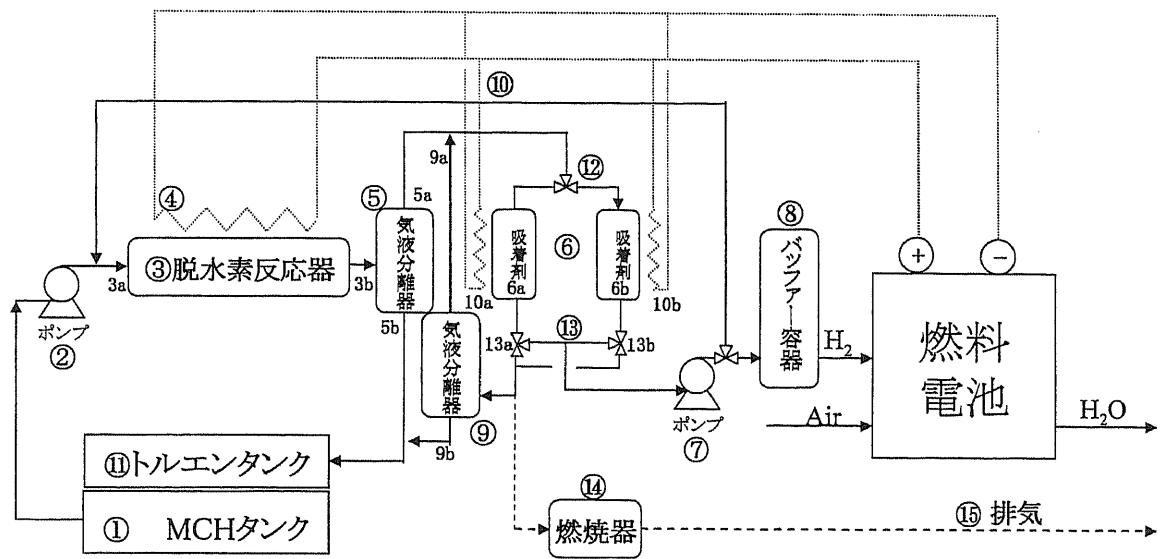 ⑩
9a
⑫
④
⑤
5a
⑧
気液分離器
吸着剤
6a
⑥
吸着剤
6b
バッファー容器
+
−
③脱水素反応器
3a
3b
10a
10b
ポンプ
②
5b
気液分離器
13a
⑬
13b
H₂
燃料
電池
ポンプ
⑦
Air
H₂O
⑨
9b
⑪トルエンタンク
① MCHタンク
⑭
燃焼器
⑮ 排気